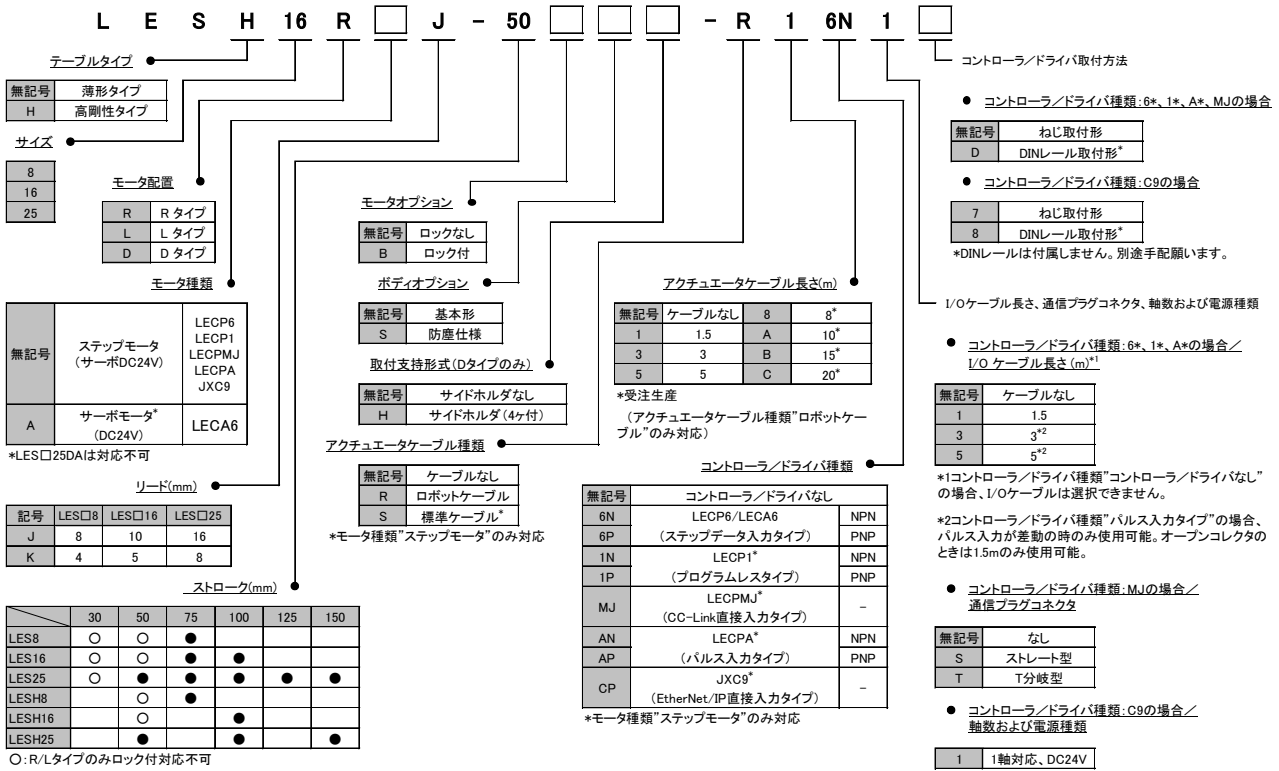 L E S H 16 R □ J - 50 □ □ □ - R 1 6N 1 □
テーブルタイプ
無記号 薄形タイプ
H 高剛性タイプ
サイズ
8
16
25
モータ配置
R R タイプ
L L タイプ
D D タイプ
モータ種類
無記号 ステップモータ (サーボDC24V) LECP6 LECP1 LECPMJ LECPA JXC9
A サーボモータ* (DC24V) LECA6
*LES□25DAは対応不可
リード(mm)
記号 LES□8 LES□16 LES□25
J 8 10 16
K 4 5 8
ストローク(mm)
30 50 75 100 125 150
LES8 ○ ○ ●
LES16 ○ ○ ● ●
LES25 ○ ● ● ● ● ●
LESH8 ○ ●
LESH16 ○ ●
LESH25 ● ● ●
○:R/Lタイプのみロック付対応不可
モータオプション
無記号 ロックなし
B ロック付
ボディオプション
無記号 基本形
S 防塵仕様
取付支持形式(Dタイプのみ)
無記号 サイドホルダなし
H サイドホルダ(4ヶ付)
アクチュエータケーブル種類
無記号 ケーブルなし
R ロボットケーブル
S 標準ケーブル*
*モータ種類"ステップモータ"のみ対応
アクチュエータケーブル長さ(m)
無記号 ケーブルなし 8 8*
1 1.5 A 10*
3 3 B 15*
5 5 C 20*
*受注生産
(アクチュエータケーブル種類"ロボットケー
ブル"のみ対応)
コントローラ/ドライバ種類
無記号 コントローラ/ドライバなし
6N LECP6/LECA6 NPN
6P (ステップデータ入力タイプ) PNP
1N LECP1* NPN
1P (プログラムレスタイプ) PNP
MJ LECPMJ* (CC-Link直接入力タイプ) -
AN LECPA* NPN
AP (パルス入力タイプ) PNP
CP JXC9* (EtherNet/IP直接入力タイプ) -
*モータ種類"ステップモータ"のみ対応
コントローラ/ドライバ取付方法
● コントローラ/ドライバ種類:6*、1*、A*、MJの場合
無記号 ねじ取付形
D DINレール取付形*
● コントローラ/ドライバ種類:C9の場合
7 ねじ取付形
8 DINレール取付形*
*DINレールは付属しません。別途手配願います。
I/Oケーブル長さ、通信プラグコネクタ、軸数および電源種類
● コントローラ/ドライバ種類:6*、1*、A*の場合/
I/O ケーブル長さ(m)*1
無記号 ケーブルなし
1 1.5
3 3*2
5 5*2
*1コントローラ/ドライバ種類"コントローラ/ドライバなし"
の場合、I/Oケーブルは選択できません。
*2コントローラ/ドライバ種類"パルス入力タイプ"の場合、
パルス入力が差動の時のみ使用可能。オープンコレクタの
ときは1.5mのみ使用可能。
● コントローラ/ドライバ種類:MJの場合/
通信プラグコネクタ
無記号 なし
S ストレート型
T T分岐型
● コントローラ/ドライバ種類:C9の場合/
軸数および電源種類
1 1軸対応、DC24V